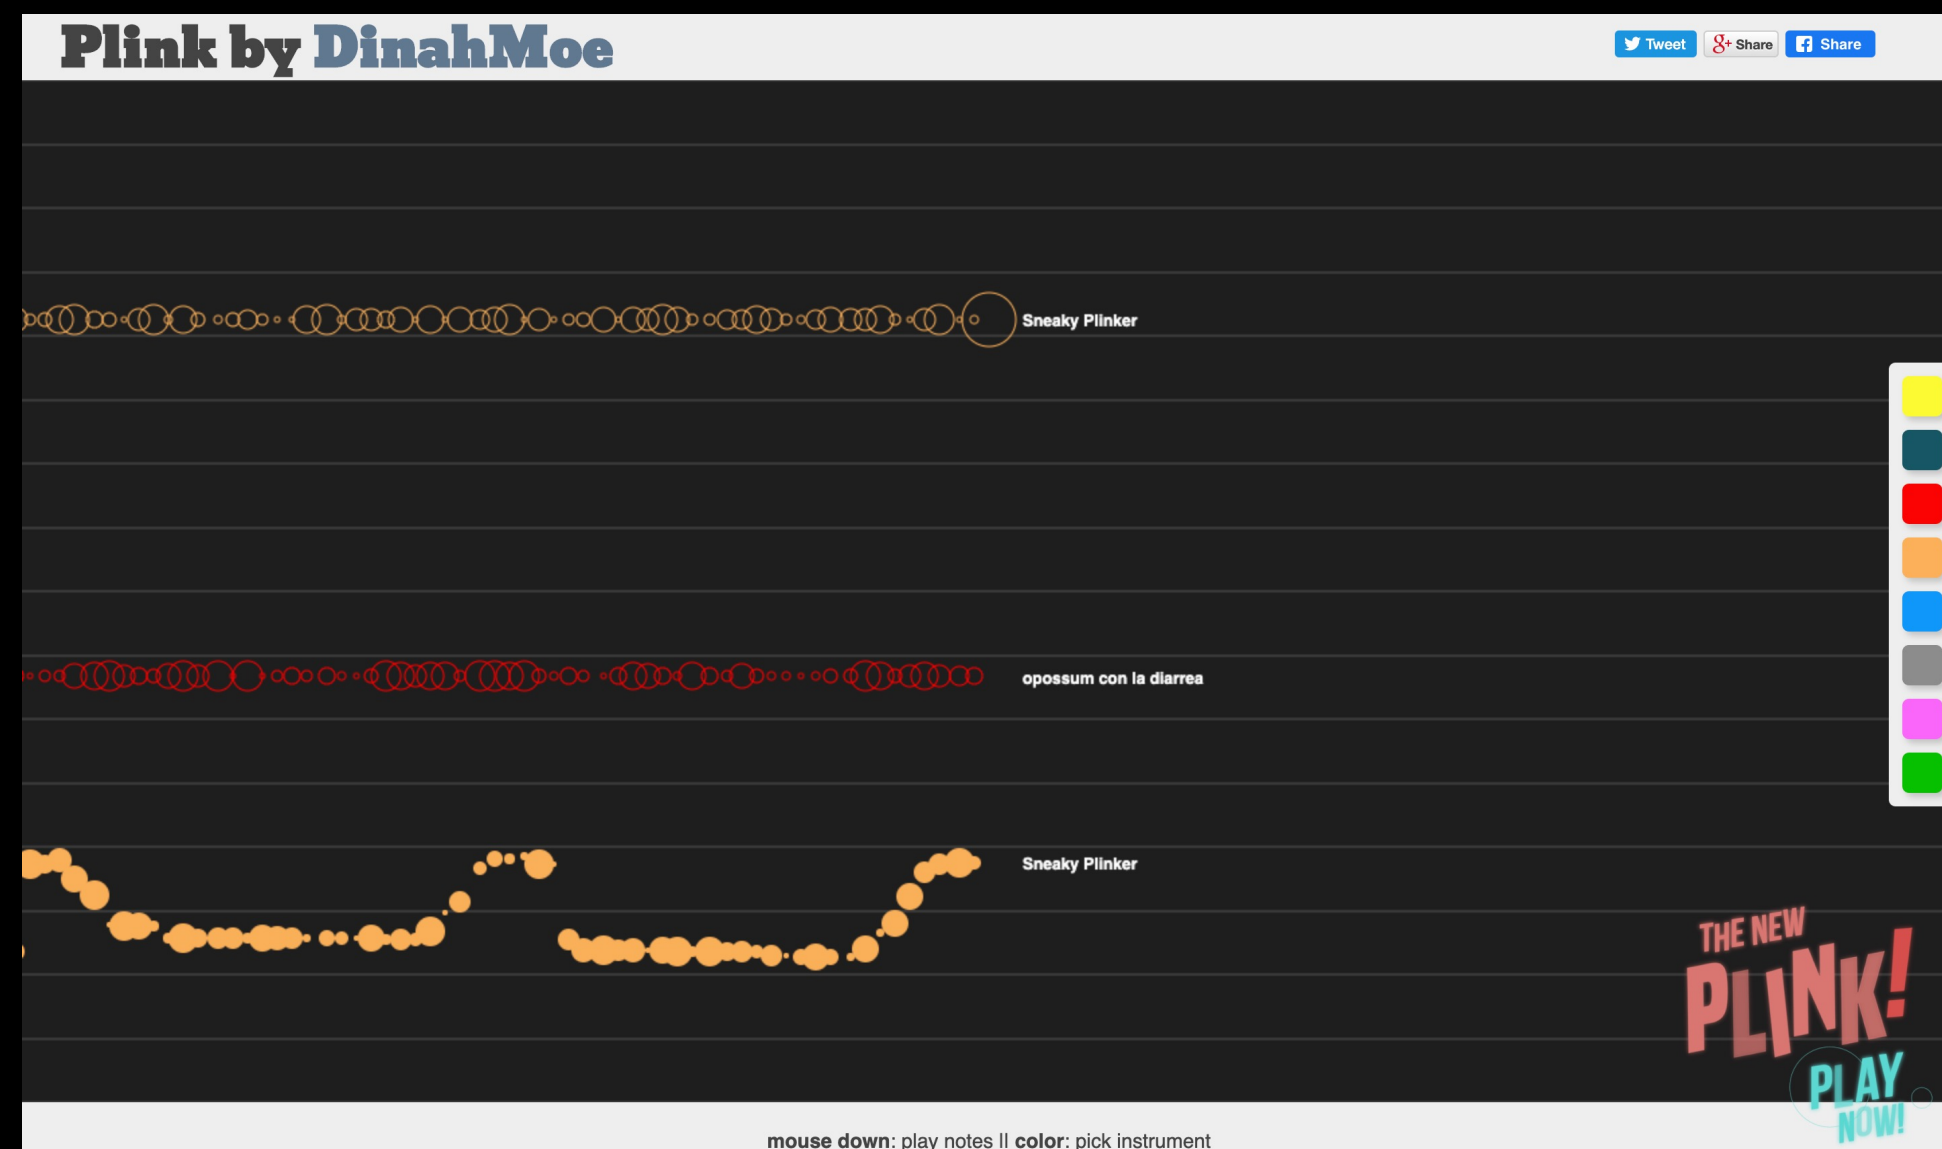 Plink by DinahMoe
Tweet
g+ Share
Share
Sneaky Plinker
opossum con la diarrea
Sneaky Plinker
THE NEW
PLINK!
PLAY
NOW!
mouse down: play notes || color: pick instrument